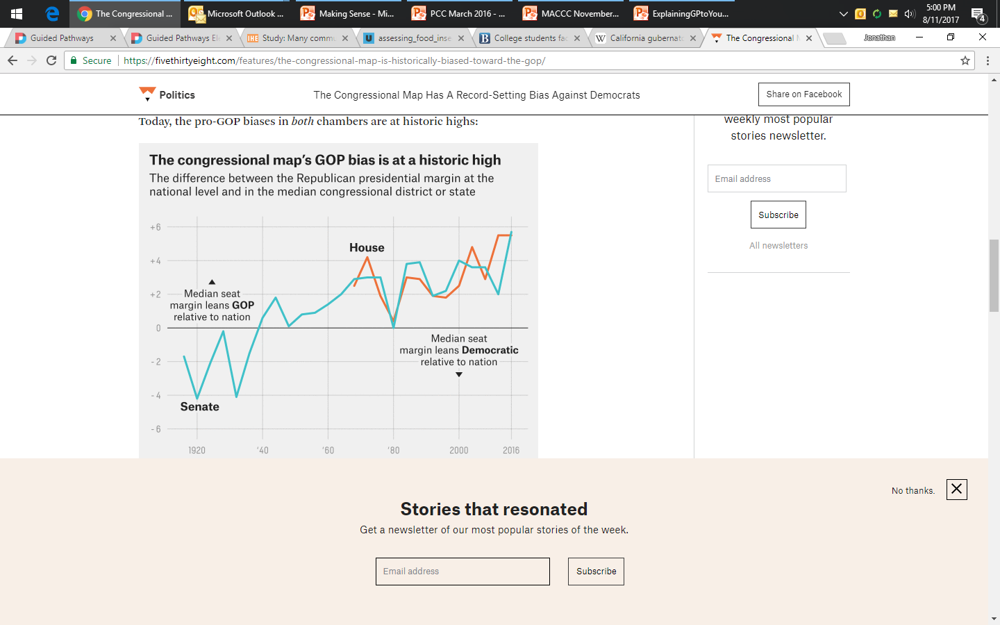 The Congressional ...
Microsoft Outlook ...
Making Sense - Mi...
PCC March 2016 - ...
MACCC November...
ExplainingGPtoYou...
5:00 PM
8/11/2017
4
Guided Pathways
Guided Pathways El
Study: Many commu
assessing_food_inse
College students fac
California gubernato
The Congressional M
Jonathan
Secure
https://fivethirtyeight.com/features/the-congressional-map-is-historically-biased-toward-the-gop/
Politics
The Congressional Map Has A Record-Setting Bias Against Democrats
Share on Facebook
Today, the pro-GOP biases in both chambers are at historic highs:
weekly most popular
stories newsletter.
Email address
Subscribe
All newsletters
The congressional map's GOP bias is at a historic high
The difference between the Republican presidential margin at the
national level and in the median congressional district or state
+6
+4
+2
0
-2
-4
-6
House
Median seat
margin leans GOP
relative to nation
Median seat
margin leans Democratic
relative to nation
Senate
1920
'40
'60
'80
2000
2016
No thanks.
Stories that resonated
Get a newsletter of our most popular stories of the week.
Email address
Subscribe